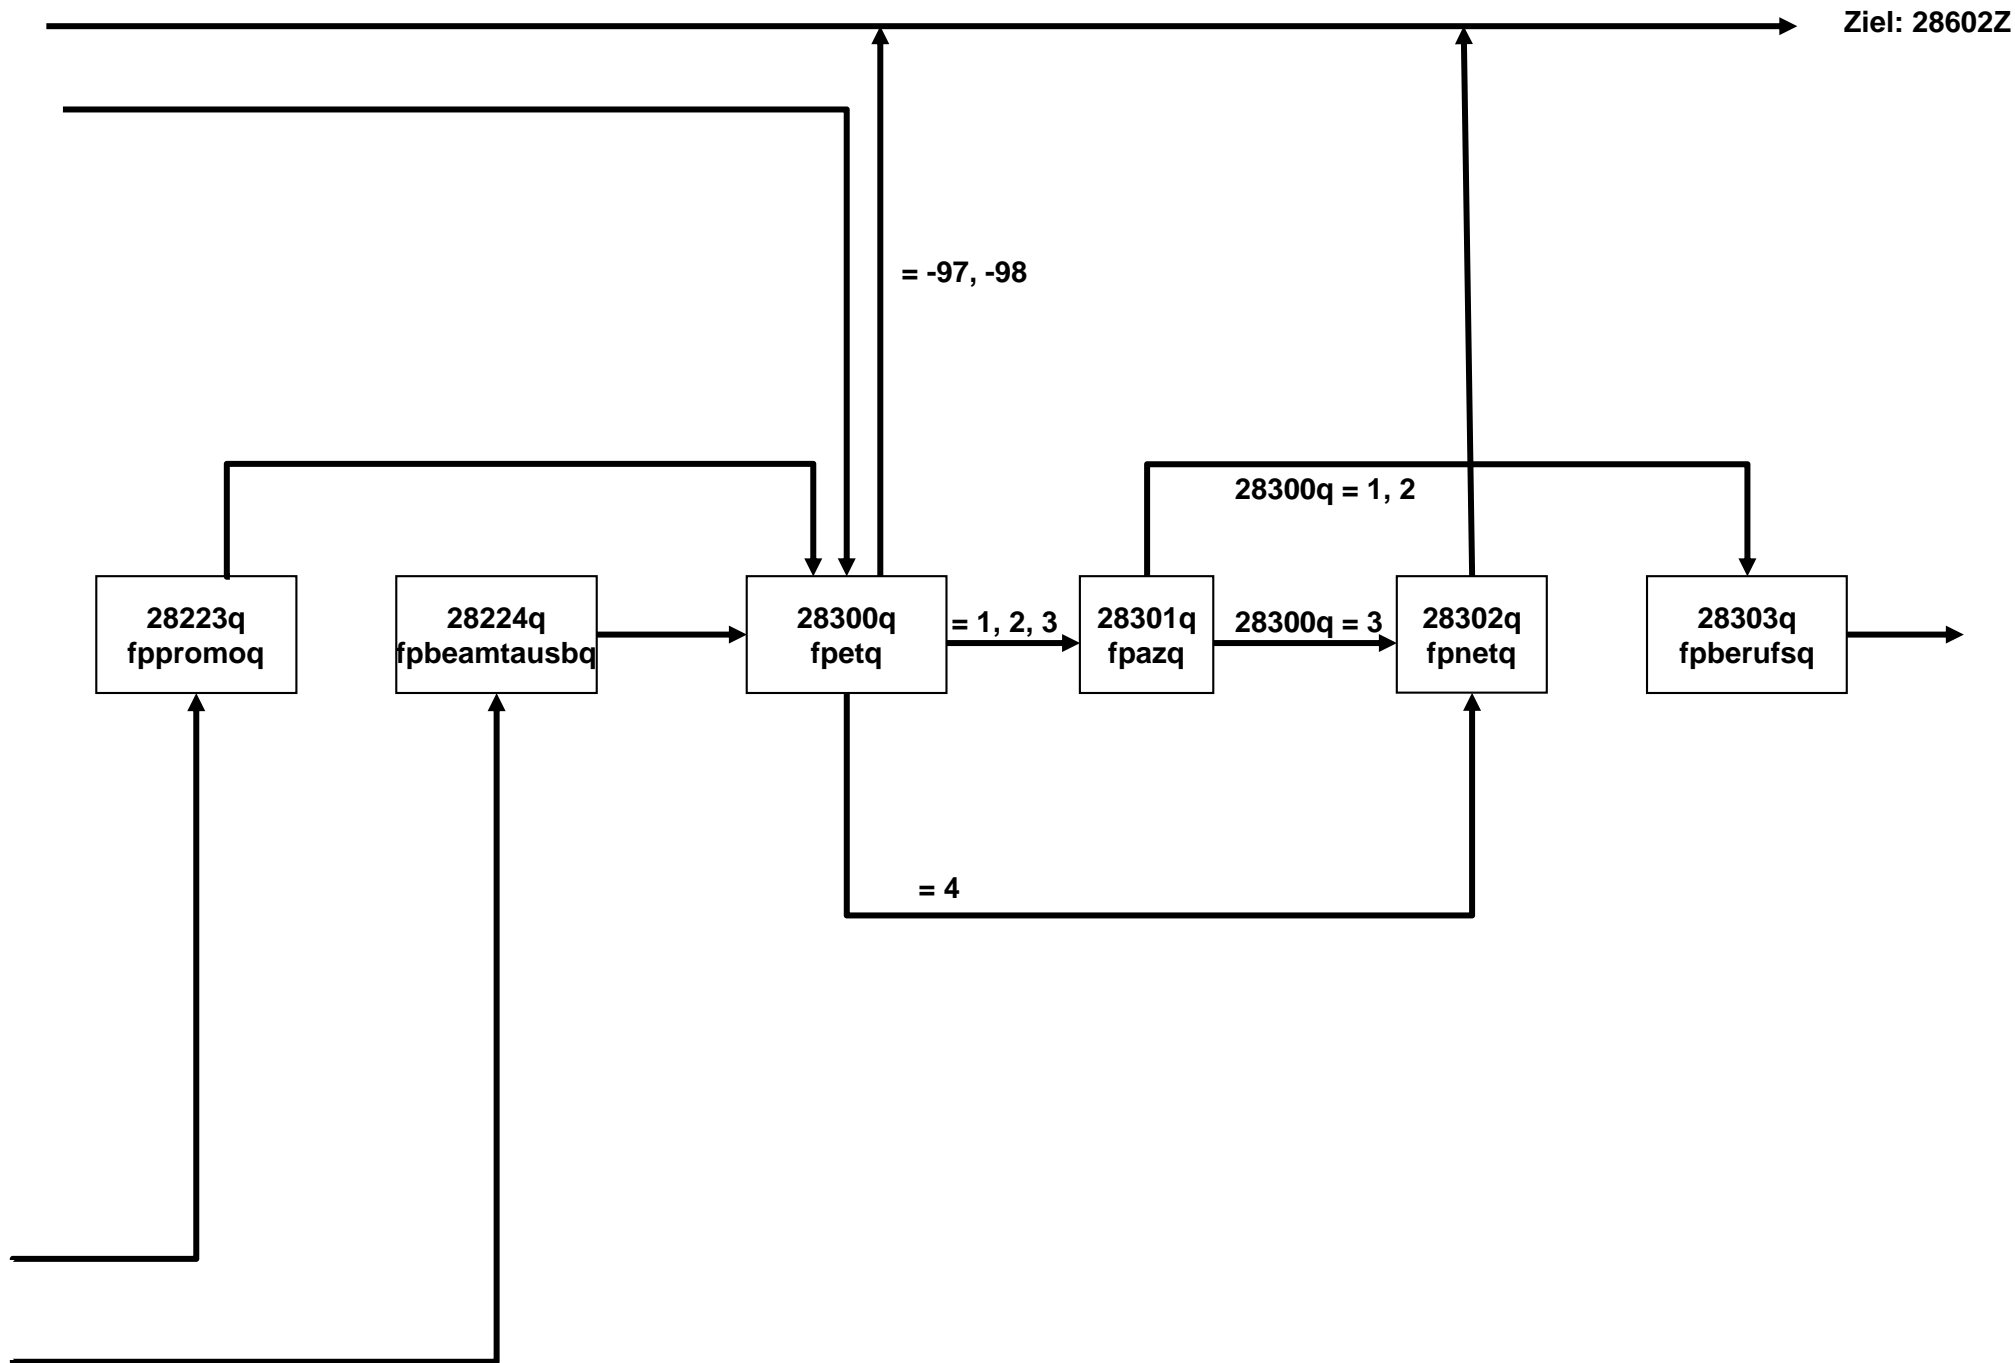 Ziel: 28602Z
= -97, -98
28300q = 1, 2
28223q
fppromoq
28224q
fpbeamtausbq
28300q
fpetq
= 1, 2, 3
28301q
fpazq
28300q = 3
28302q
fpnetq
28303q
fpberufsq
= 4